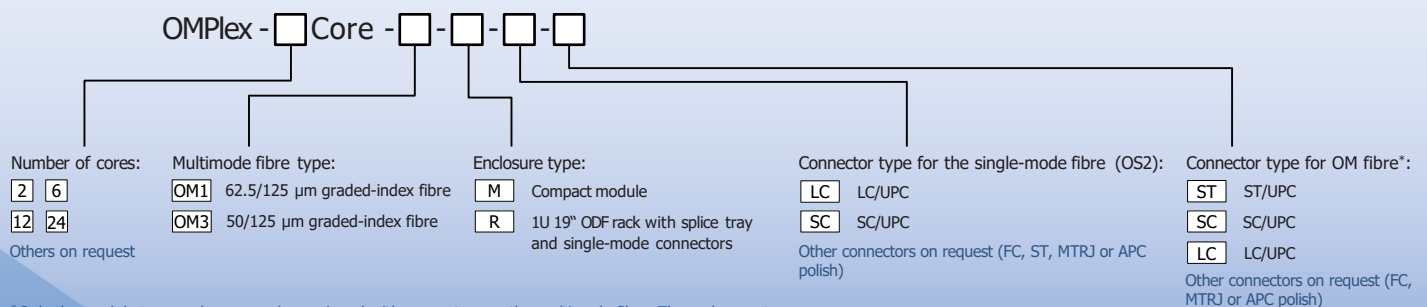 OMPlex - Core - - - -
Number of cores:
2 6
12 24
Others on request
Multimode fibre type:
OM1 62.5/125 µm graded-index fibre
OM3 50/125 µm graded-index fibre
Enclosure type:
M Compact module
R 1U 19“ ODF rack with splice tray
and single-mode connectors
Connector type for the single-mode fibre (OS2):
LC LC/UPC
SC SC/UPC
Other connectors on request (FC, ST, MTRJ or APC
polish)
Connector type for OM fibre*:
ST ST/UPC
SC SC/UPC
LC LC/UPC
Other connectors on request (FC,
MTRJ or APC polish)